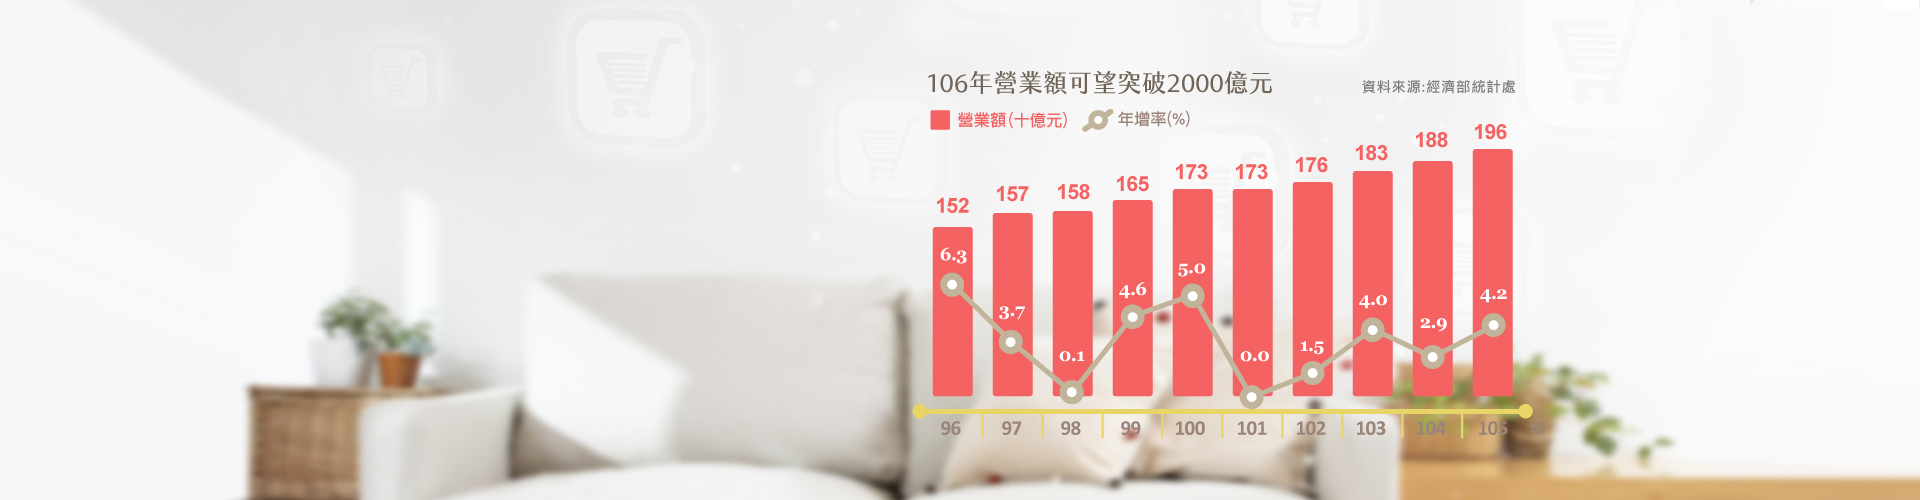 106年營業額可望突破2000億元
資料來源:經濟部統計處
營業額(十億元) 年增率(%)
152 157 158 165 173 173 176 183 188 196
6.3 3.7 0.1 4.6 5.0 0.0 1.5 4.0 2.9 4.2
96 97 98 99 100 101 102 103 104 105